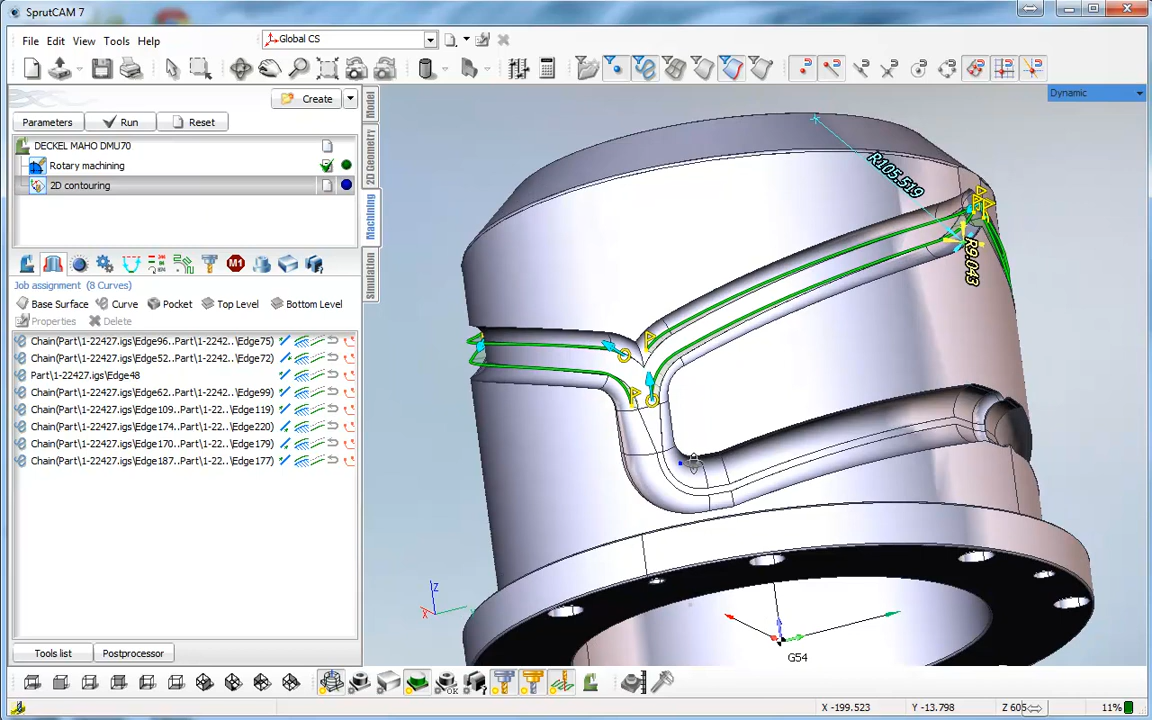 SprutCAM 7
File Edit View Tools Help
Global CS
Create
Parameters Run Reset
DECKEL MAHO DMU70
Rotary machining
2D contouring
Job assignment (8 Curves)
Base Surface Curve Pocket Top Level Bottom Level
Properties Delete
Chain(Part\1-22427.igs\Edge96..Part\1-2242.. \Edge75)
Chain(Part\1-22427.igs\Edge52..Part\1-2242.. \Edge72)
Part\1-22427.igs\Edge48
Chain(Part\1-22427.igs\Edge62..Part\1-2242.. \Edge99)
Chain(Part\1-22427.igs\Edge109..Part\1-22.. \Edge119)
Chain(Part\1-22427.igs\Edge174..Part\1-22.. \Edge220)
Chain(Part\1-22427.igs\Edge170..Part\1-22.. \Edge179)
Chain(Part\1-22427.igs\Edge187..Part\1-22.. \Edge177)
Tools list Postprocessor
Model
2D Geometry
Machining
Simulation
Dynamic
R105.519
R9.043
Z
X
G54
M1
OK
X -199.523 Y -13.798 Z 605
11%